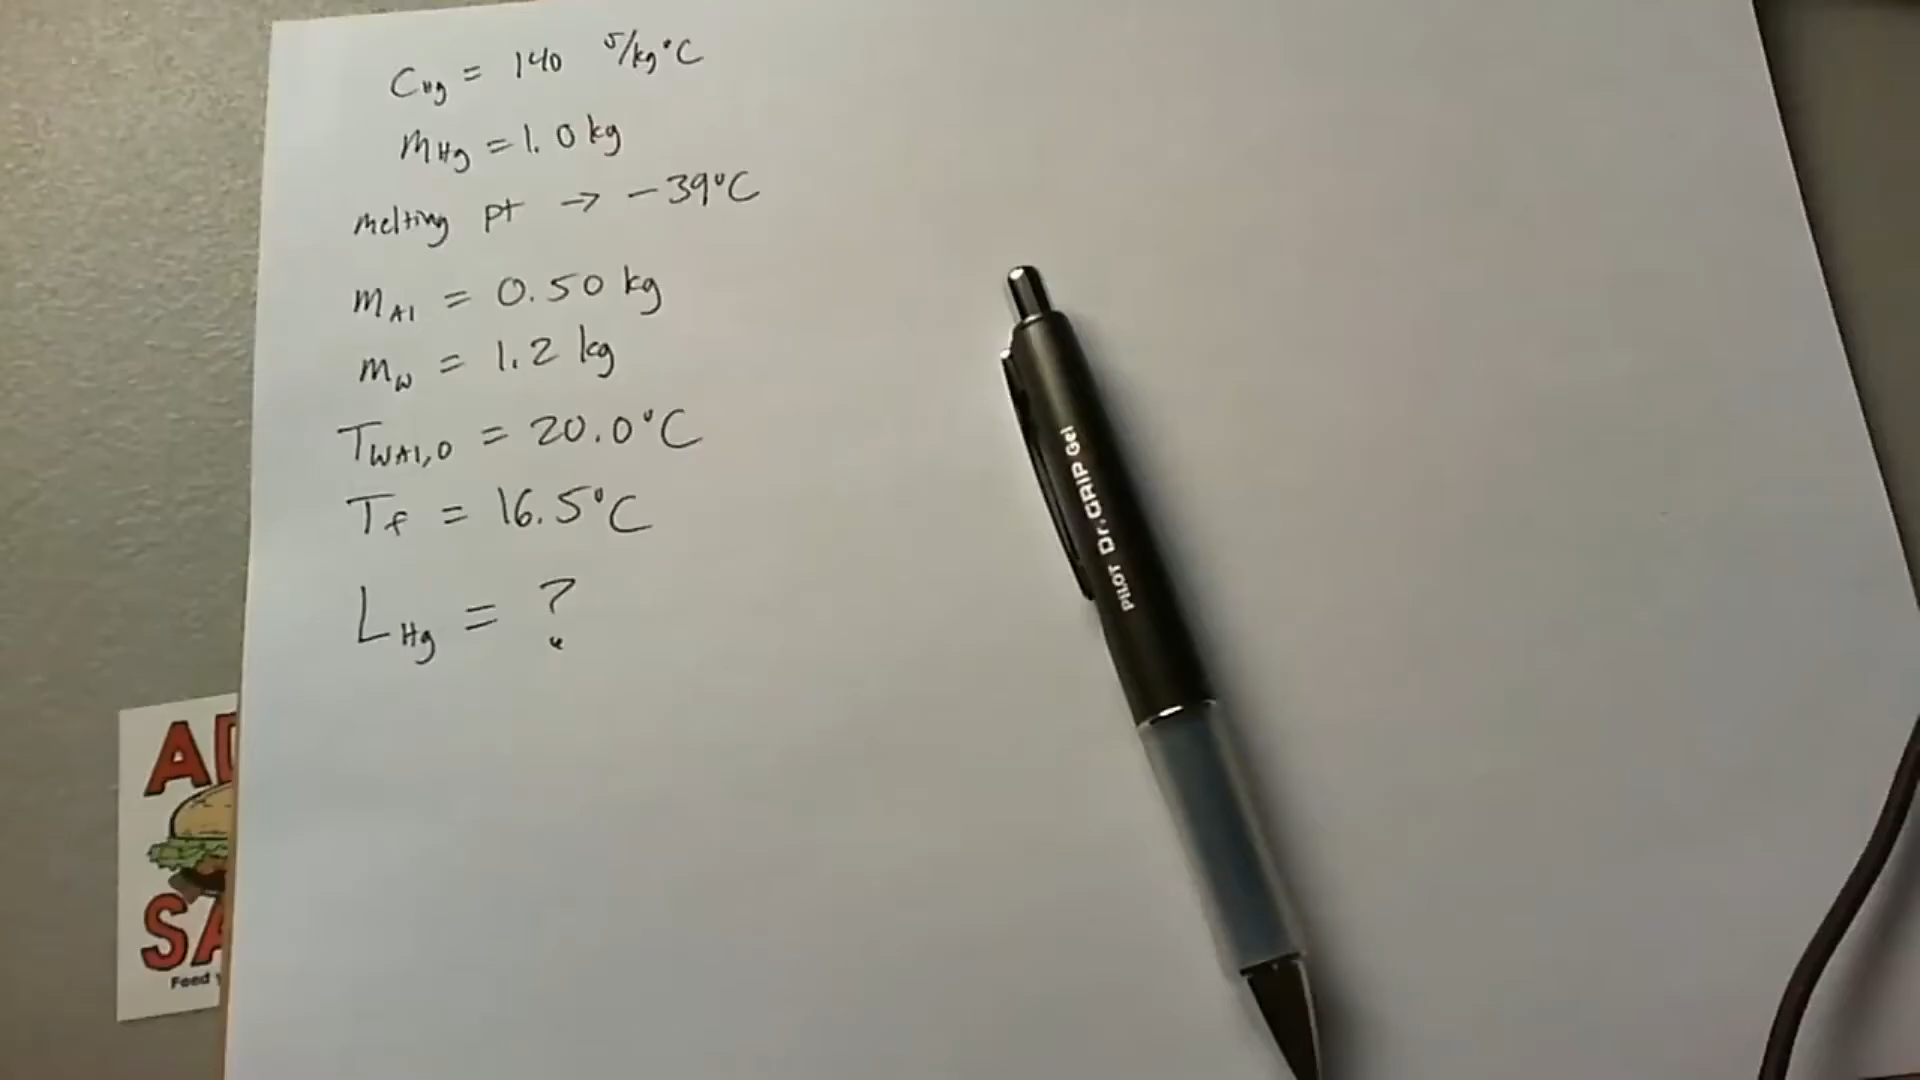 C_Hg = 140 J/kg°C
m_Hg = 1.0 kg
melting pt → -39°C
m_Al = 0.50 kg
m_w = 1.2 kg
T_wAl,0 = 20.0°C
T_f = 16.5°C
L_Hg = ?
PILOT Dr.GRIP Gel
Feed